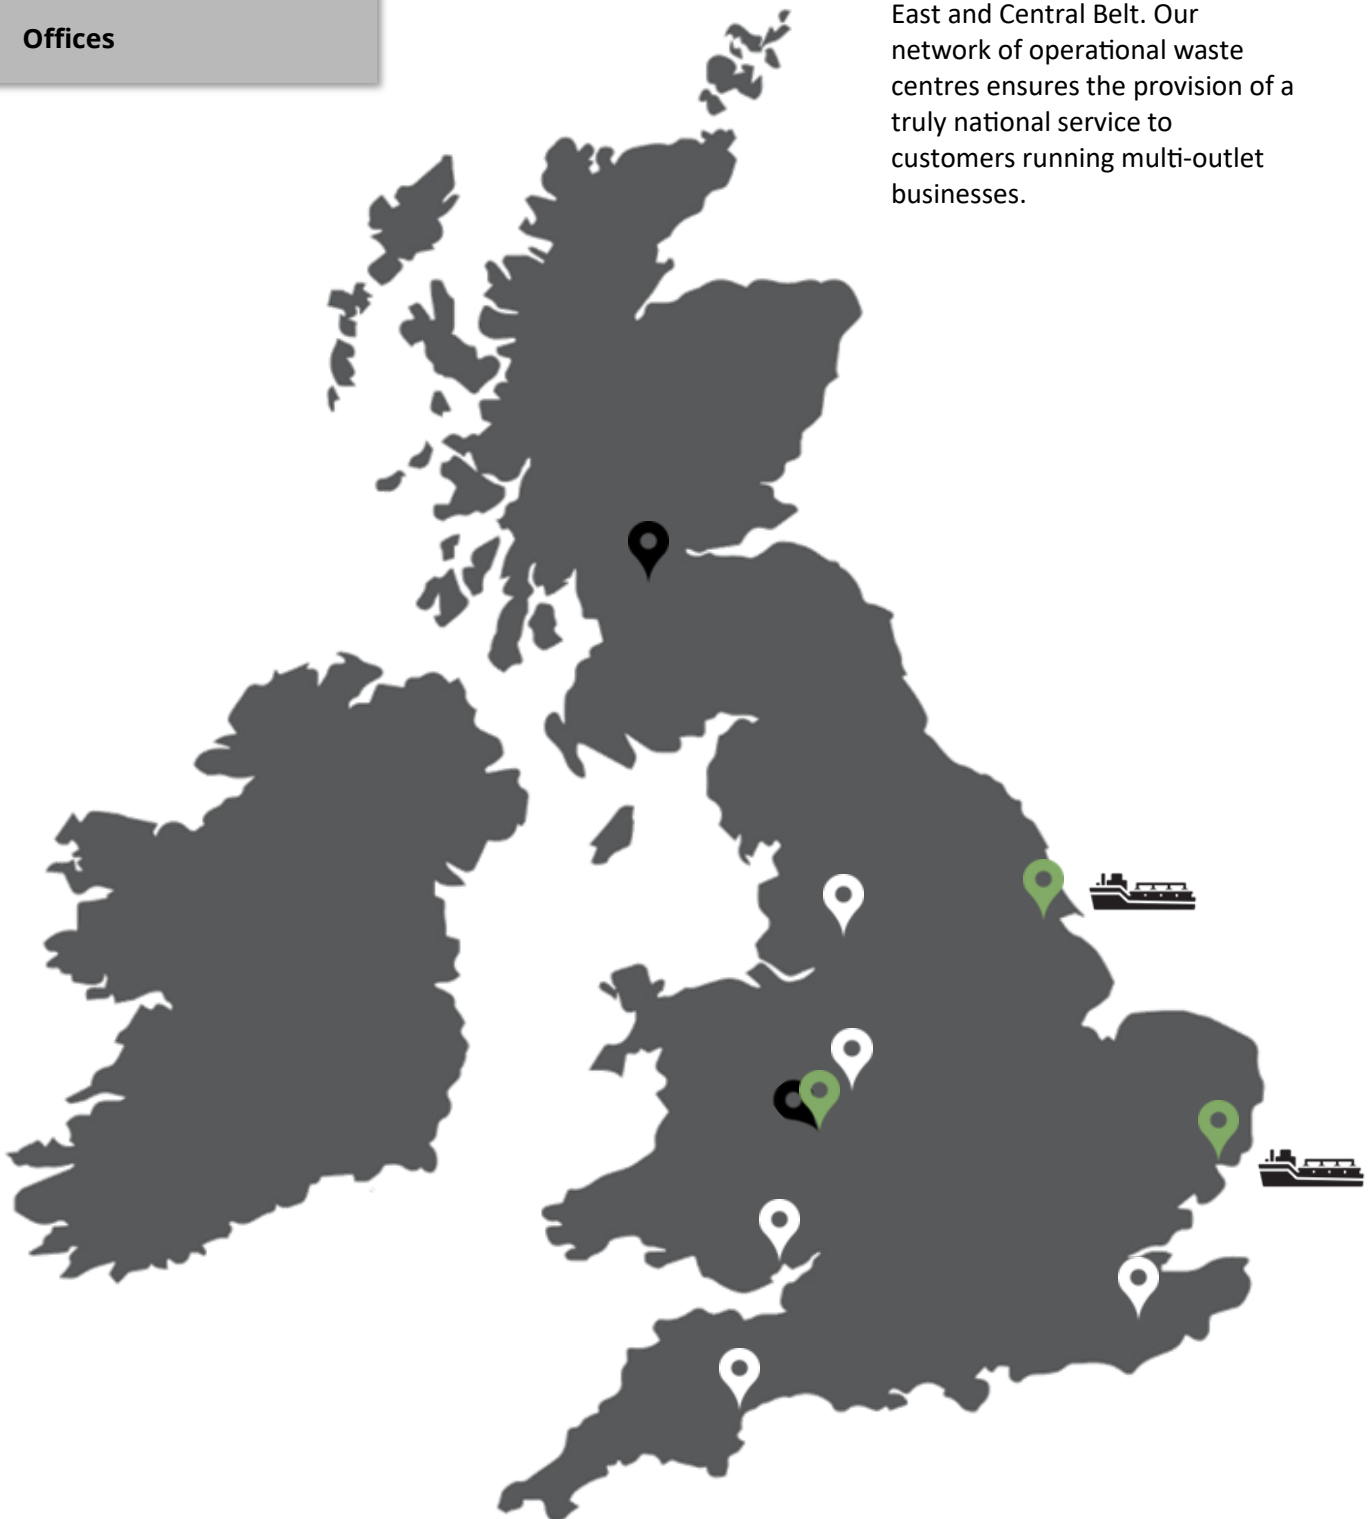 Offices
East and Central Belt. Our
network of operational waste
centres ensures the provision of a
truly national service to
customers running multi-outlet
businesses.